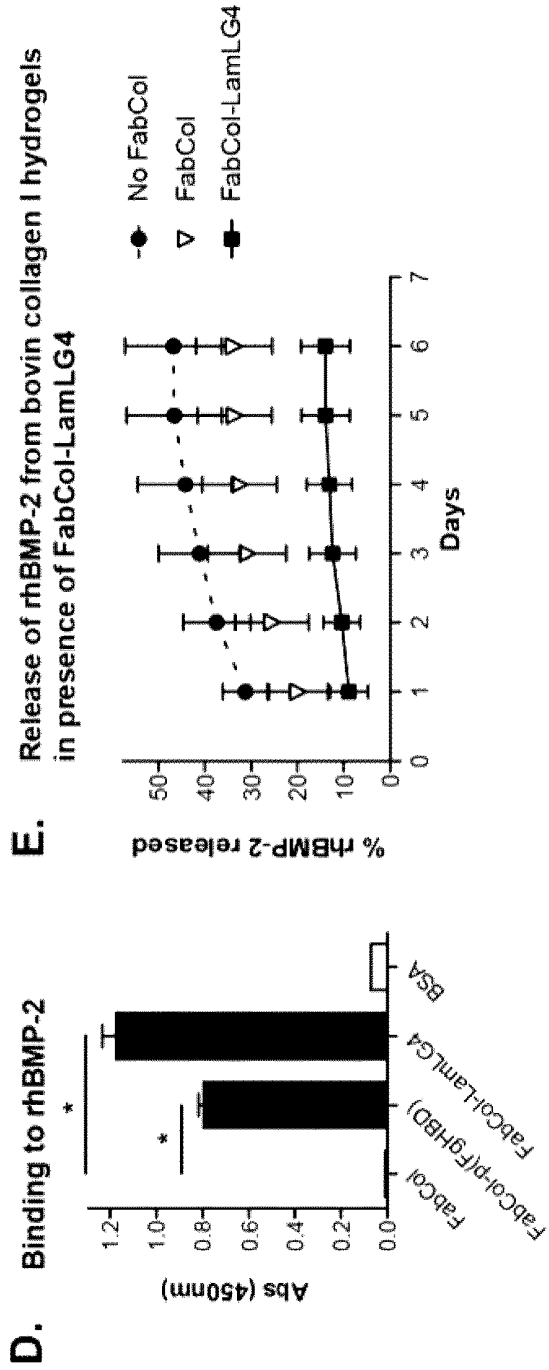 D.
Binding to rhBMP-2
Abs (450nm)
1.2
1.0
0.8
0.6
0.4
0.2
0.0
*
*
FabCol
FabCol-p(FgHBD)
FabCol-LamLG4
BSA
E.
Release of rhBMP-2 from bovin collagen I hydrogels
in presence of FabCol-LamLG4
% rhBMP-2 released
50
40
30
20
10
0
0 1 2 3 4 5 6 7
Days
No FabCol
FabCol
FabCol-LamLG4